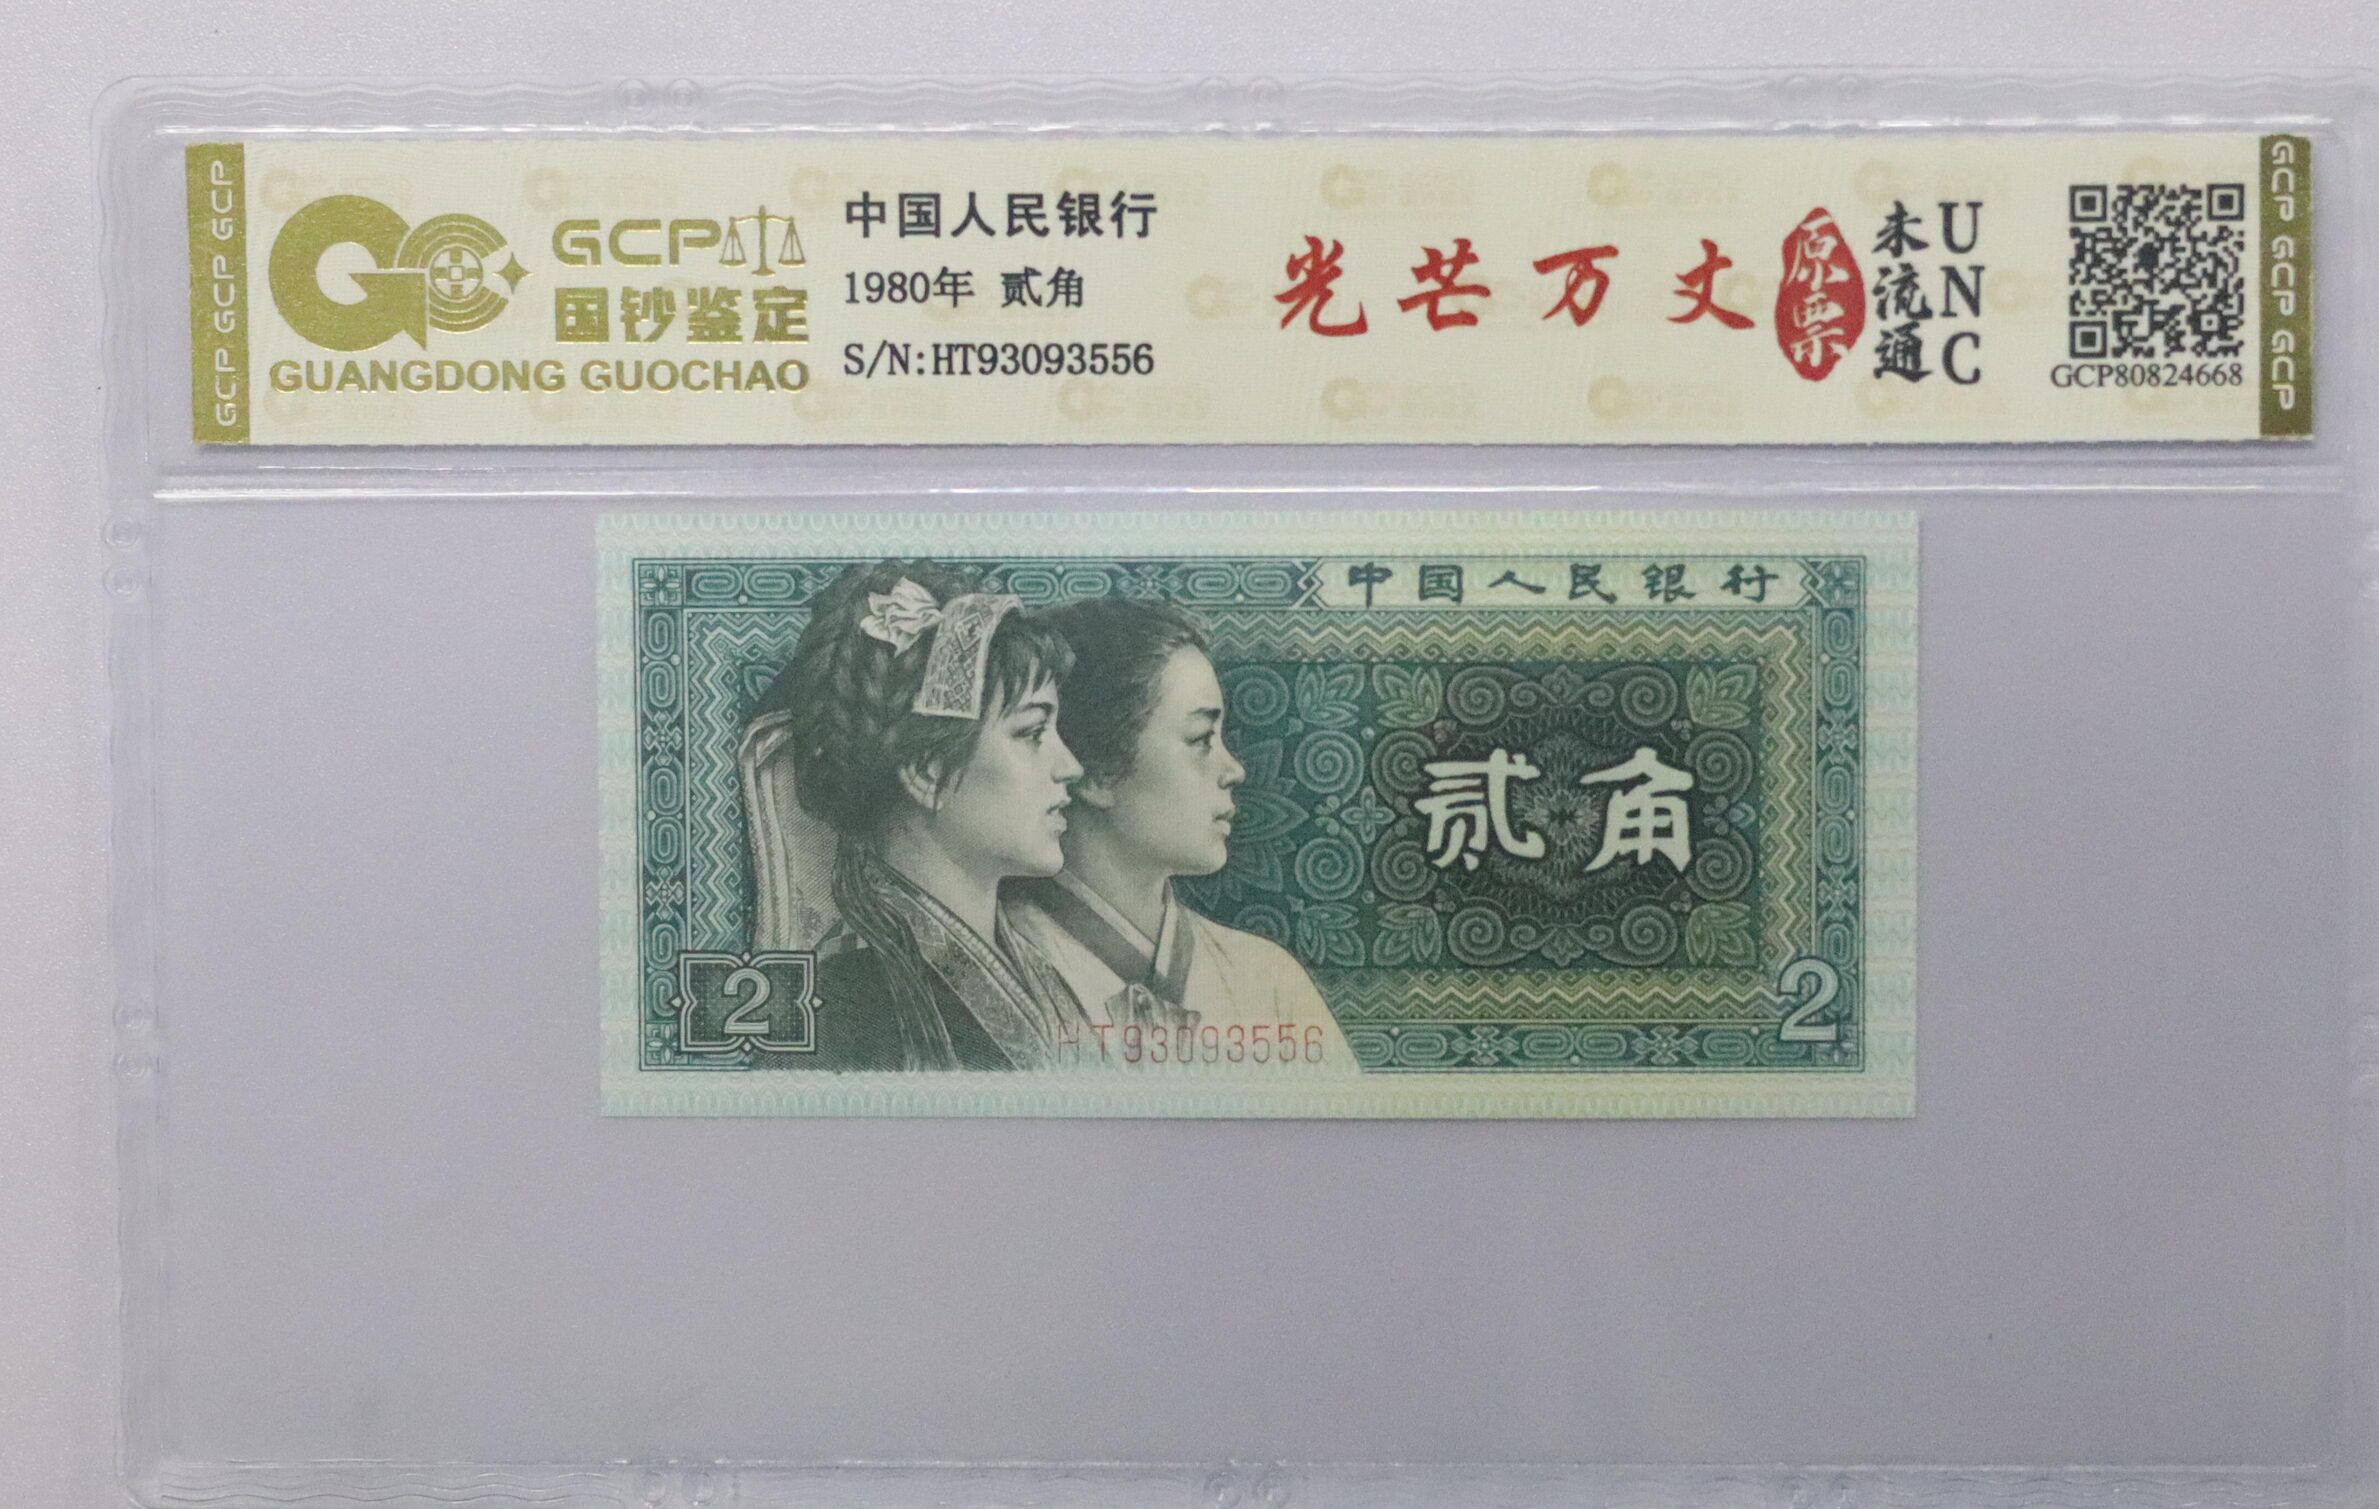 GCP GCP GCP
GCP
国钞鉴定
GUANGDONG GUOCHAO
中国人民银行
1980年 贰角
S/N:HT93093556
光芒万丈
原票
未流通
UNC
GCP80824668
GCP GCP GCP
中国人民银行
贰角
2
2
HT93093556